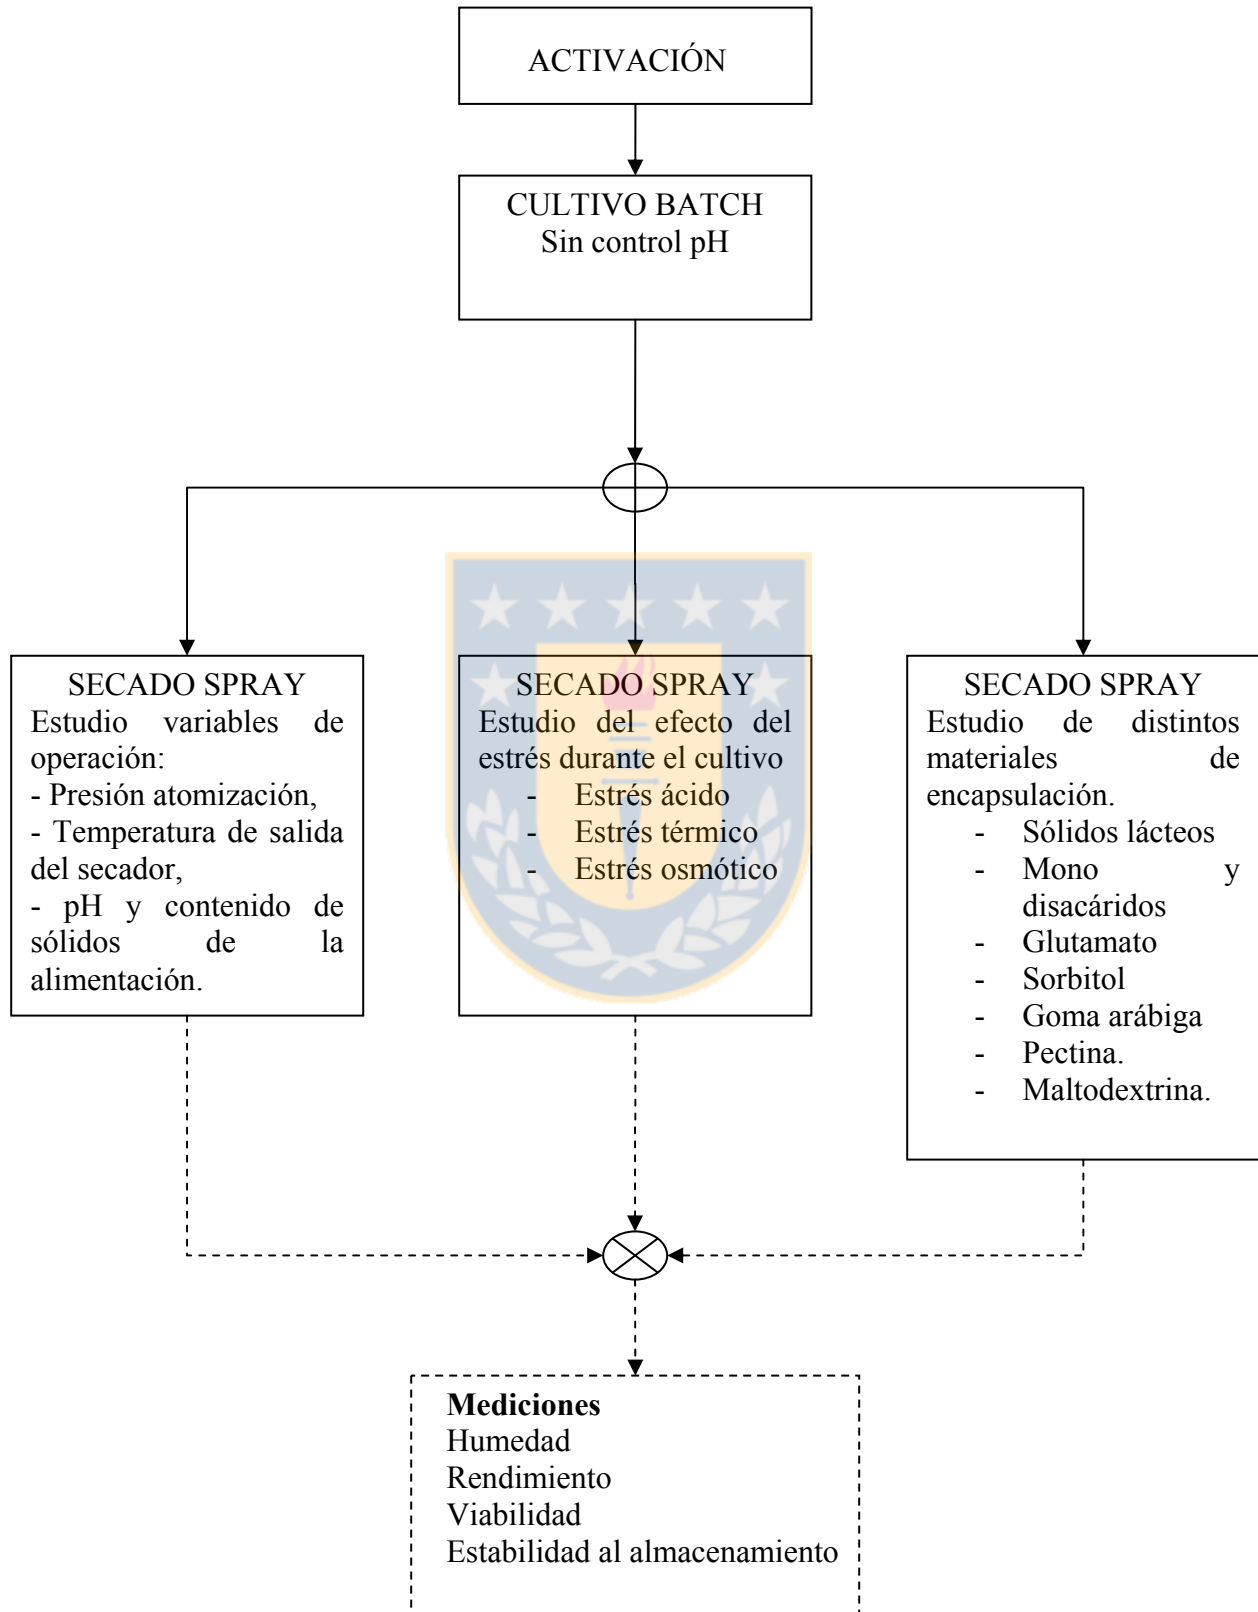 ACTIVACIÓN
CULTIVO BATCH
Sin control pH
SECADO SPRAY
Estudio variables de
operación:
- Presión atomización,
- Temperatura de salida
del secador,
- pH y contenido de
sólidos de la
alimentación.
SECADO SPRAY
Estudio del efecto del
estrés durante el cultivo
- Estrés ácido
- Estrés térmico
- Estrés osmótico
SECADO SPRAY
Estudio de distintos
materiales de
encapsulación.
- Sólidos lácteos
- Mono y
disacáridos
- Glutamato
- Sorbitol
- Goma arábiga
- Pectina.
- Maltodextrina.
Mediciones
Humedad
Rendimiento
Viabilidad
Estabilidad al almacenamiento